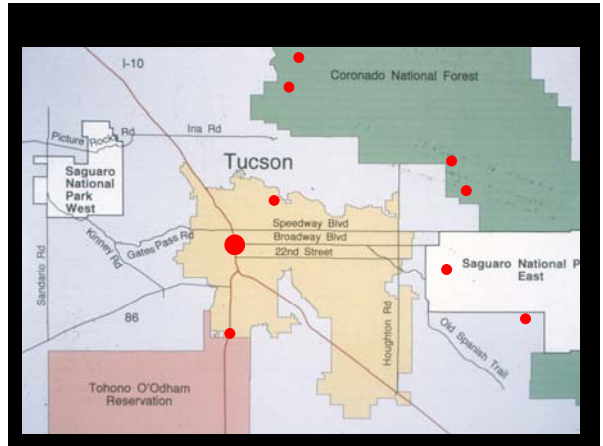 I-10
Coronado National Forest
Picture Rocks Rd
Ina Rd
Tucson
Saguaro
National
Park
West
Speedway Blvd
Broadway Blvd
22nd Street
Gates Pass Rd
Kinney Rd
Sandario Rd
Saguaro National P
East
86
Houghton Rd
Old Spanish Trail
Tohono O'Odham
Reservation